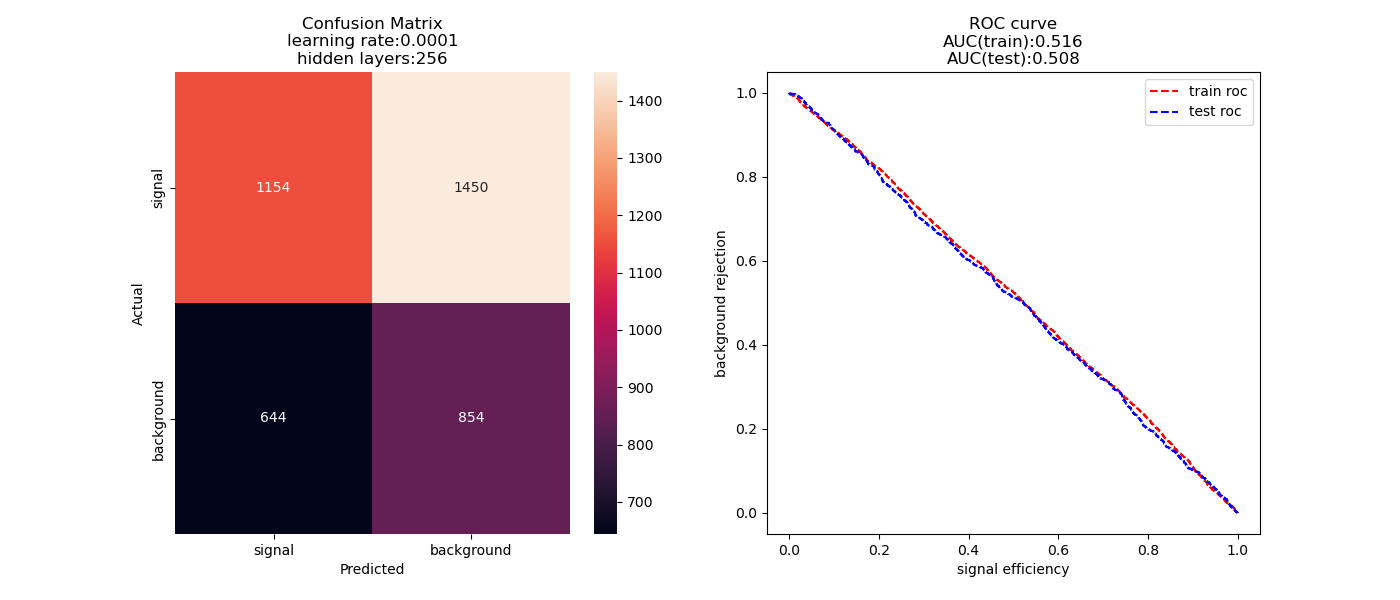 Confusion Matrix
learning rate:0.0001
hidden layers:256
signal
background
Actual
1154
1450
644
854
signal
background
Predicted
1400
1300
1200
1100
1000
900
800
700
ROC curve
AUC(train):0.516
AUC(test):0.508
train roc
test roc
background rejection
1.0
0.8
0.6
0.4
0.2
0.0
0.0
0.2
0.4
0.6
0.8
1.0
signal efficiency